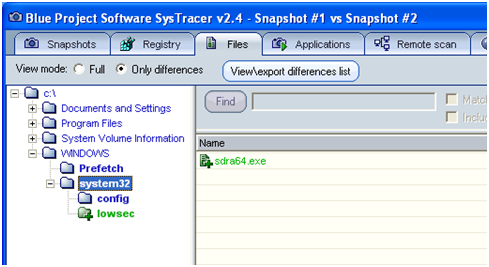 Blue Project Software SysTracer v2.4 - Snapshot #1 vs Snapshot #2
Snapshots Registry Files Applications Remote scan
View mode: Full Only differences View\export differences list
c:\
Documents and Settings
Program Files
System Volume Information
WINDOWS
Prefetch
system32
config
lowsec
Find
Match
Includ
Name
sdra64.exe